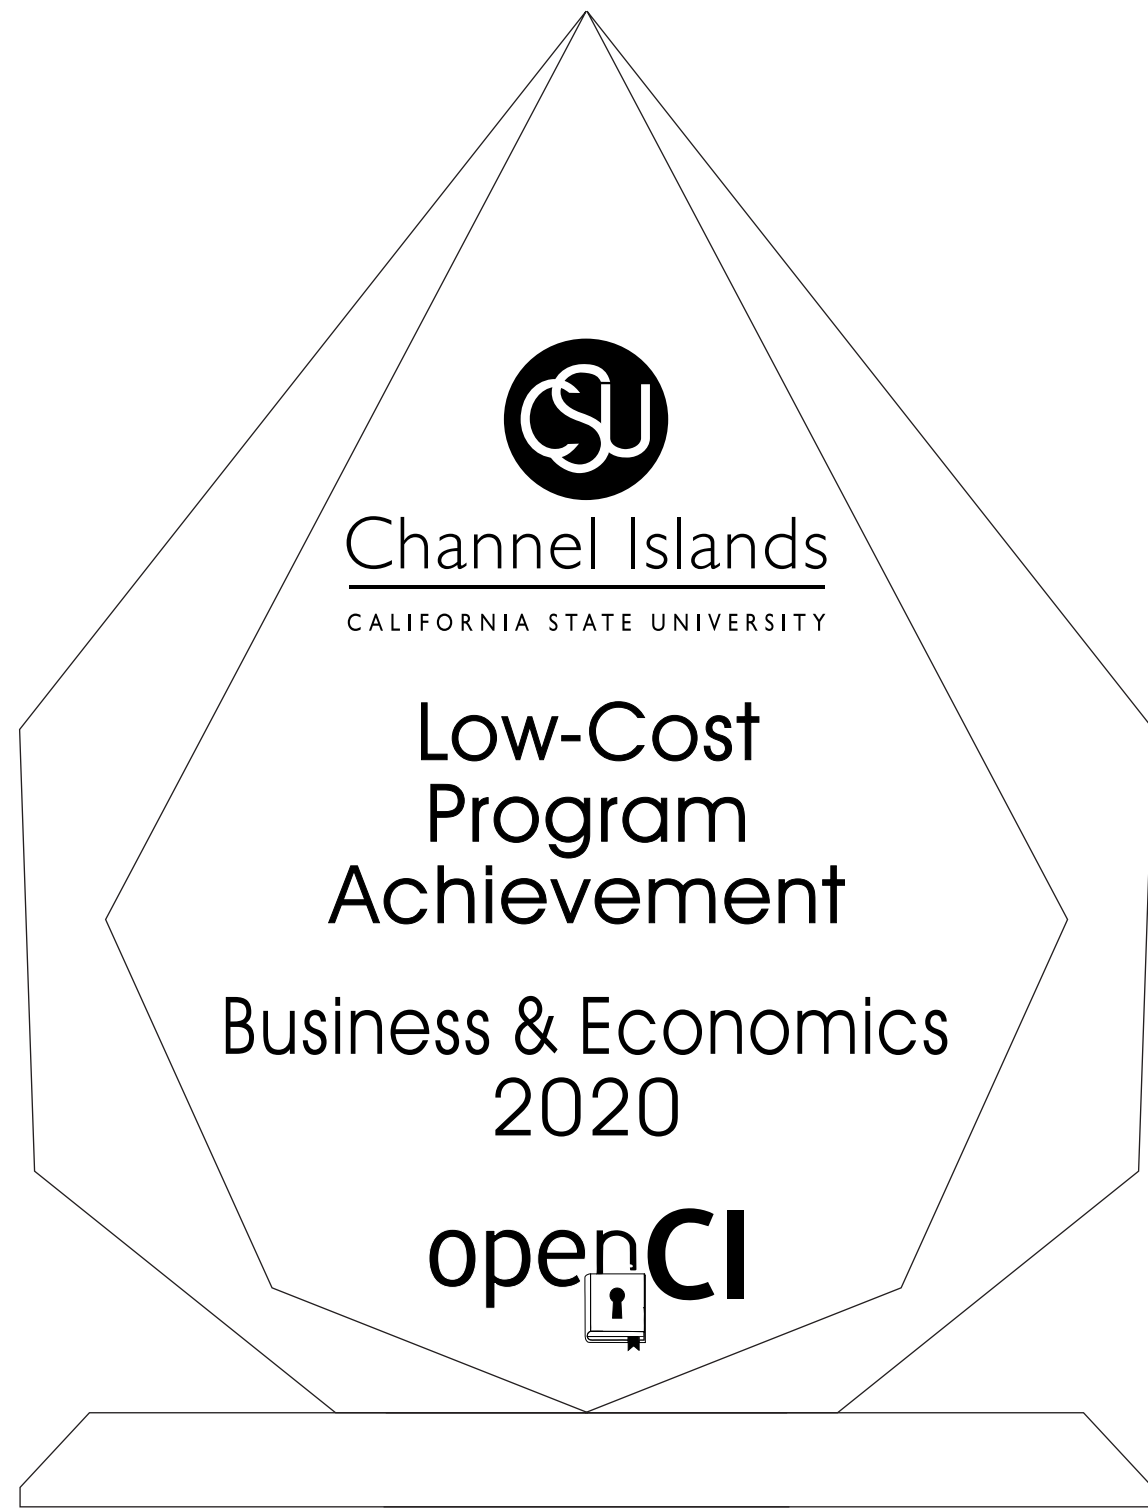 CSU
Channel Islands
CALIFORNIA STATE UNIVERSITY
Low-Cost
Program
Achievement
Business & Economics
2020
openCI